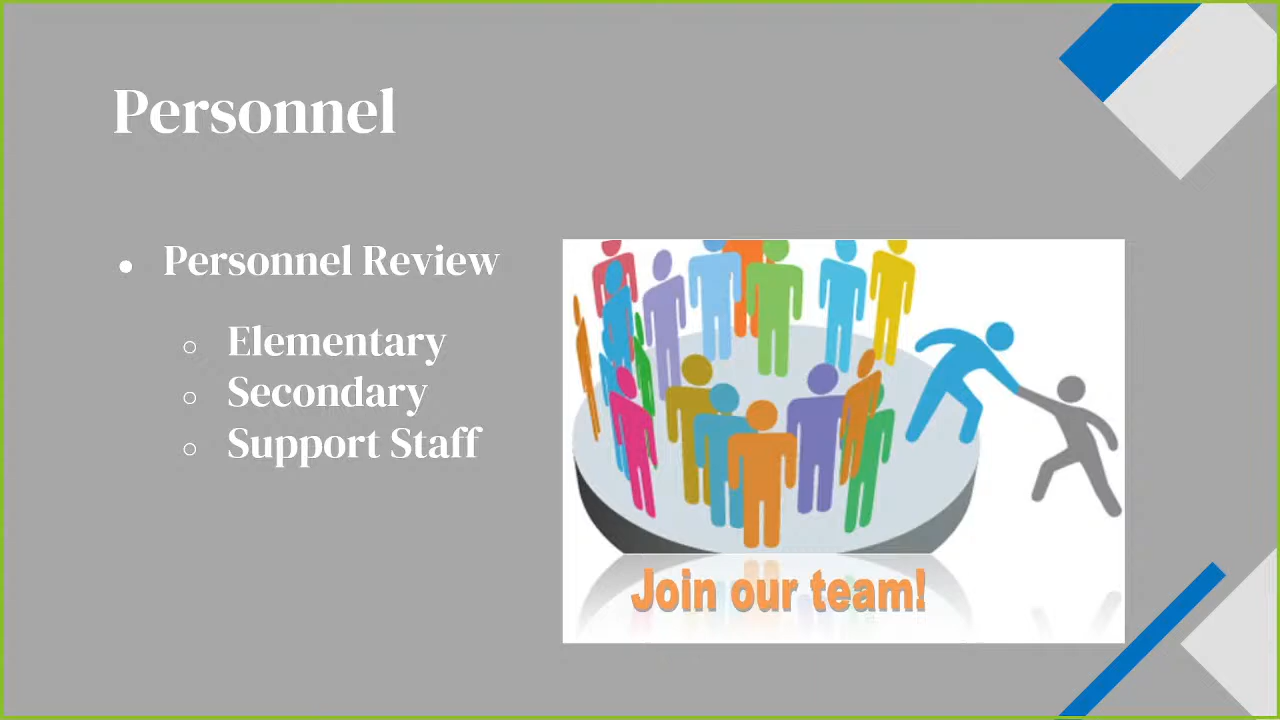 Personnel
● Personnel Review
○ Elementary
○ Secondary
○ Support Staff
Join our team!